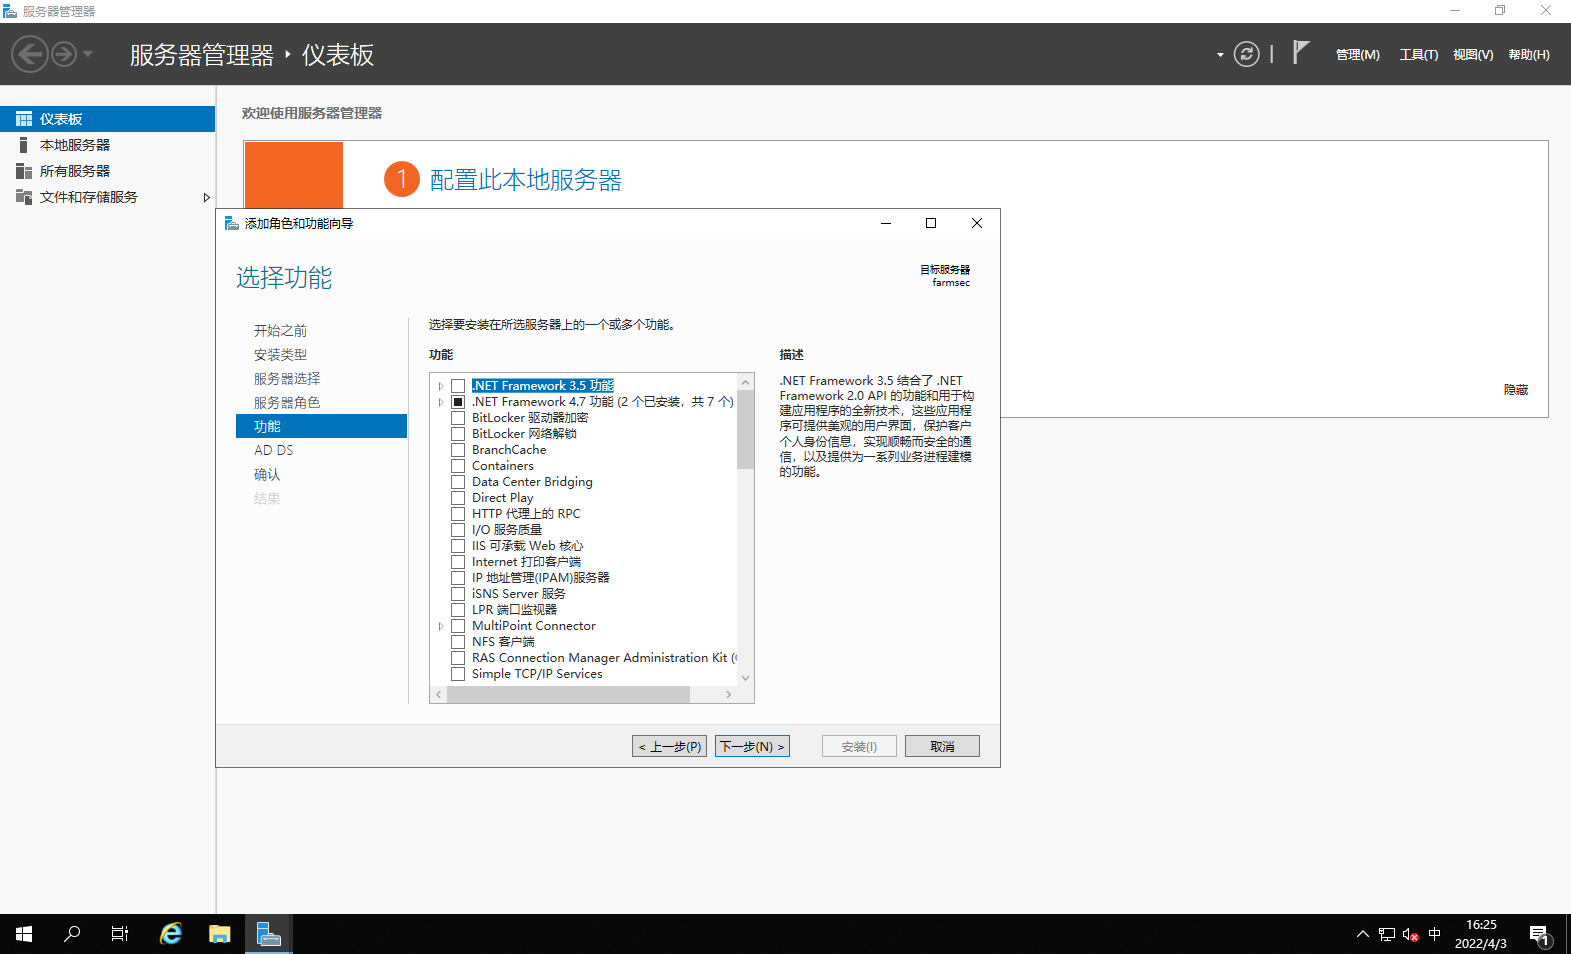 服务器管理器
服务器管理器 ‣ 仪表板
管理(M) 工具(T) 视图(V) 帮助(H)
仪表板
本地服务器
所有服务器
文件和存储服务
欢迎使用服务器管理器
1 配置此本地服务器
隐藏
添加角色和功能向导
选择功能
目标服务器
farmsec
开始之前
安装类型
服务器选择
服务器角色
功能
AD DS
确认
结果
选择要安装在所选服务器上的一个或多个功能。
功能
.NET Framework 3.5 功能
.NET Framework 4.7 功能 (2 个已安装，共 7 个)
BitLocker 驱动器加密
BitLocker 网络解锁
BranchCache
Containers
Data Center Bridging
Direct Play
HTTP 代理上的 RPC
I/O 服务质量
IIS 可承载 Web 核心
Internet 打印客户端
IP 地址管理(IPAM)服务器
iSNS Server 服务
LPR 端口监视器
MultiPoint Connector
NFS 客户端
RAS Connection Manager Administration Kit (
Simple TCP/IP Services
描述
.NET Framework 3.5 结合了 .NET
Framework 2.0 API 的功能和用于构
建应用程序的全新技术，这些应用程
序可提供美观的用户界面，保护客户
个人身份信息，实现顺畅而安全的通
信，以及提供为一系列业务进程建模
的功能。
< 上一步(P) 下一步(N) > 安装(I) 取消
中
16:25
2022/4/3
1